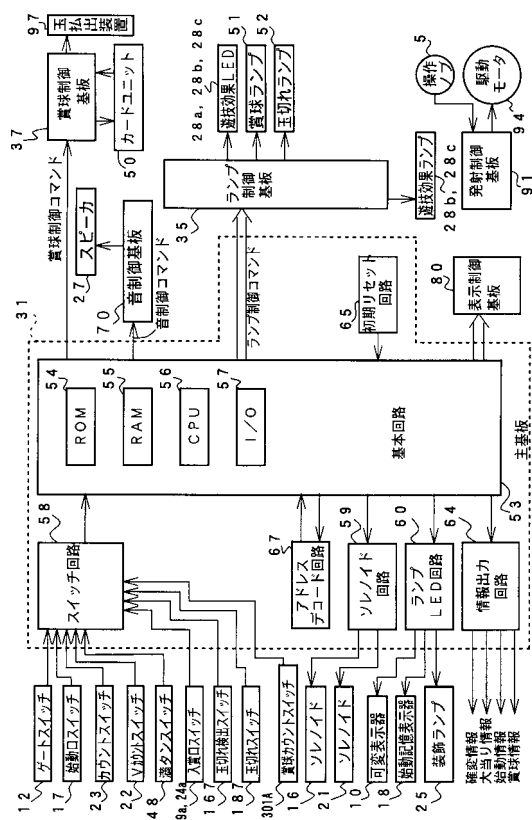 12 ゲートスイッチ
17 始動口スイッチ
23 カウントスイッチ
22 Vカウントスイッチ
48 満タンスイッチ
9a, 24a 入賞口スイッチ
167 玉切れ検出スイッチ
187 玉切れスイッチ
301A 賞球カウントスイッチ
16 ソレノイド
21 ソレノイド
10 可変表示器
18 始動記憶表示器
25 装飾ランプ
確変情報
大当り情報
始動情報
賞球情報
58
スイッチ回路
67
アドレス
デコード回路
59
ソレノイド
回路
60
ランプ
LED回路
64
情報出力
回路
31
54
ROM
55
RAM
56
CPU
57
I/O
基本回路
53
主基板
65
初期リセット
回路
賞球制御コマンド
音制御コマンド
ランプ制御コマンド
37
賞球制御
基板
97
玉払出装置
50
カードユニット
27
スピーカ
70
音制御基板
35
ランプ
制御
基板
28a, 28b, 28c
遊技効果LED
51
賞球ランプ
52
玉切れランプ
遊技効果ランプ
28b, 28c
5
操作
ノブ
91
発射制御
基板
駆動
モータ
94
80
表示制御
基板